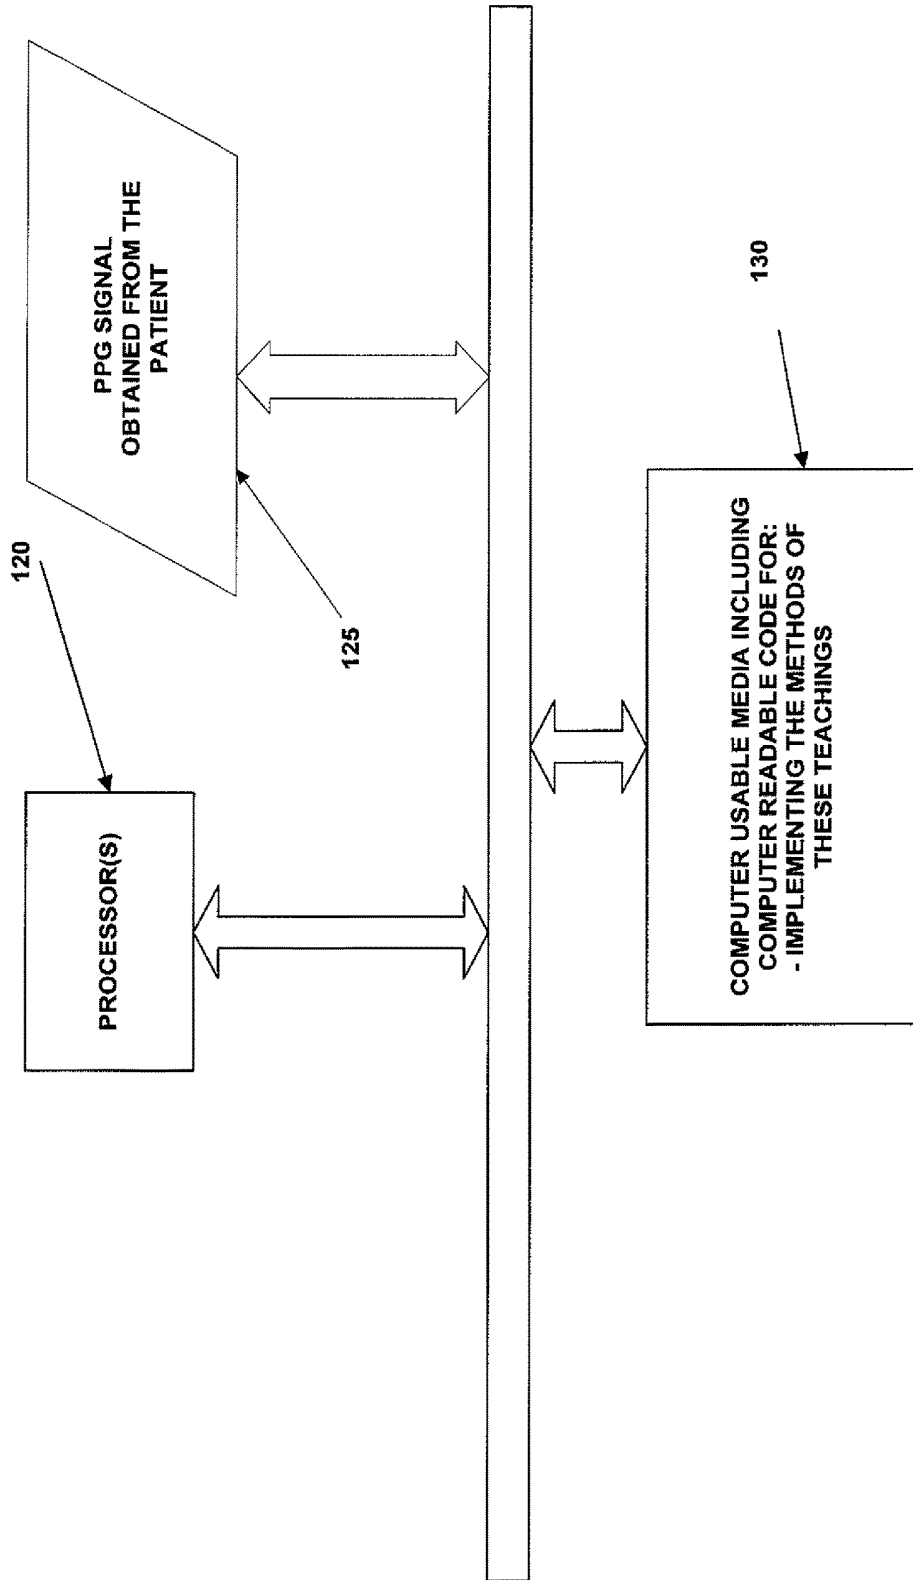 120
PROCESSOR(S)
125
PPG SIGNAL
OBTAINED FROM THE
PATIENT
130
COMPUTER USABLE MEDIA INCLUDING
COMPUTER READABLE CODE FOR:
- IMPLEMENTING THE METHODS OF
THESE TEACHINGS